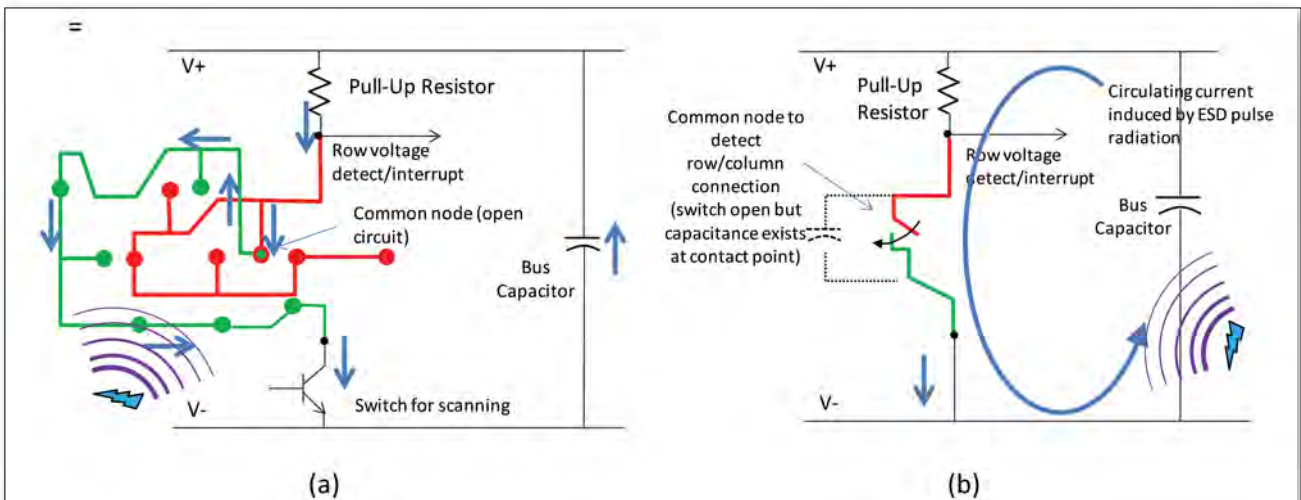 =
V+
Pull-Up Resistor
Row voltage
detect/interrupt
Common node (open
circuit)
Bus
Capacitor
V-
Switch for scanning
(a)
V+
Pull-Up
Resistor
Common node to
detect
row/column
connection
(switch open but
capacitance exists
at contact point)
Circulating current
induced by ESD pulse
radiation
Row voltage
detect/interrupt
Bus
Capacitor
V-
(b)